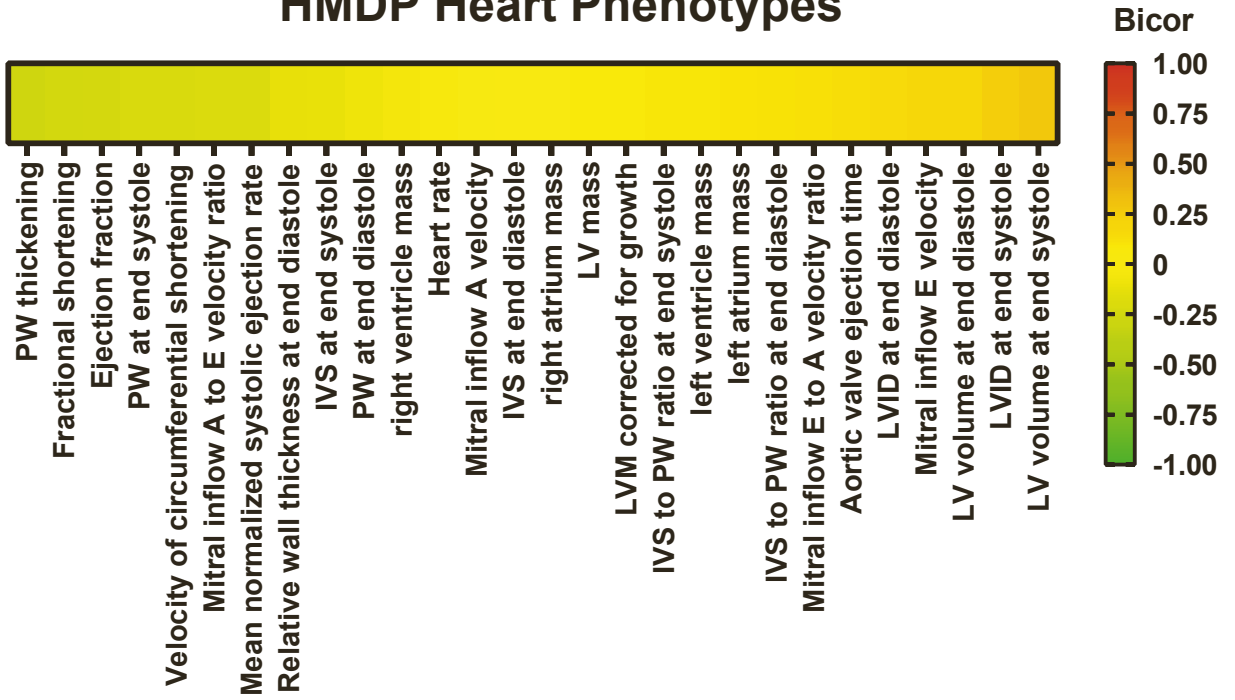 HMDP Heart Phenotypes
Bicor
1.00
0.75
0.50
0.25
0
-0.25
-0.50
-0.75
-1.00
PW thickening
Fractional shortening
Ejection fraction
PW at end systole
Velocity of circumferential shortening
Mitral inflow A to E velocity ratio
Mean normalized systolic ejection rate
Relative wall thickness at end diastole
IVS at end systole
PW at end diastole
right ventricle mass
Heart rate
Mitral inflow A velocity
IVS at end diastole
right atrium mass
LV mass
LVM corrected for growth
IVS to PW ratio at end systole
left ventricle mass
left atrium mass
IVS to PW ratio at end diastole
Mitral inflow E to A velocity ratio
Aortic valve ejection time
LVID at end diastole
Mitral inflow E velocity
LV volume at end diastole
LVID at end systole
LV volume at end systole